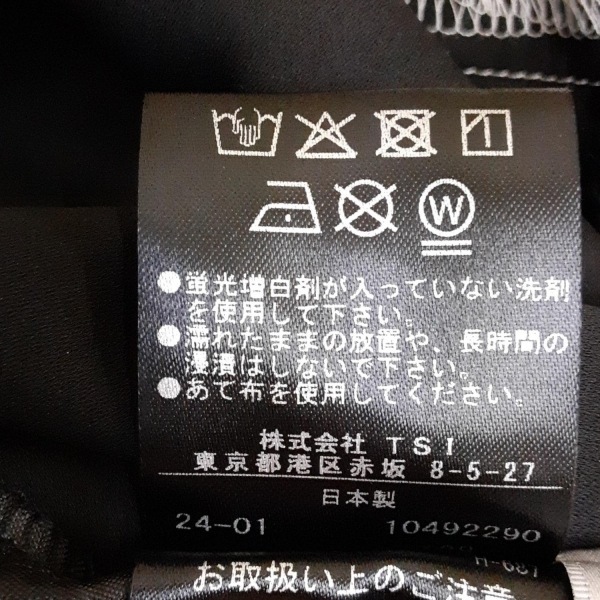 W
●蛍光増白剤が入っていない洗剤
を使用して下さい。
●濡れたままの放置や、長時間の
浸漬はしないで下さい。
●あて布を使用してください。
株式会社 TSI
東京都港区赤坂 8-5-27
日本製
24-01 10492290
H-687
お取扱い上のご注意